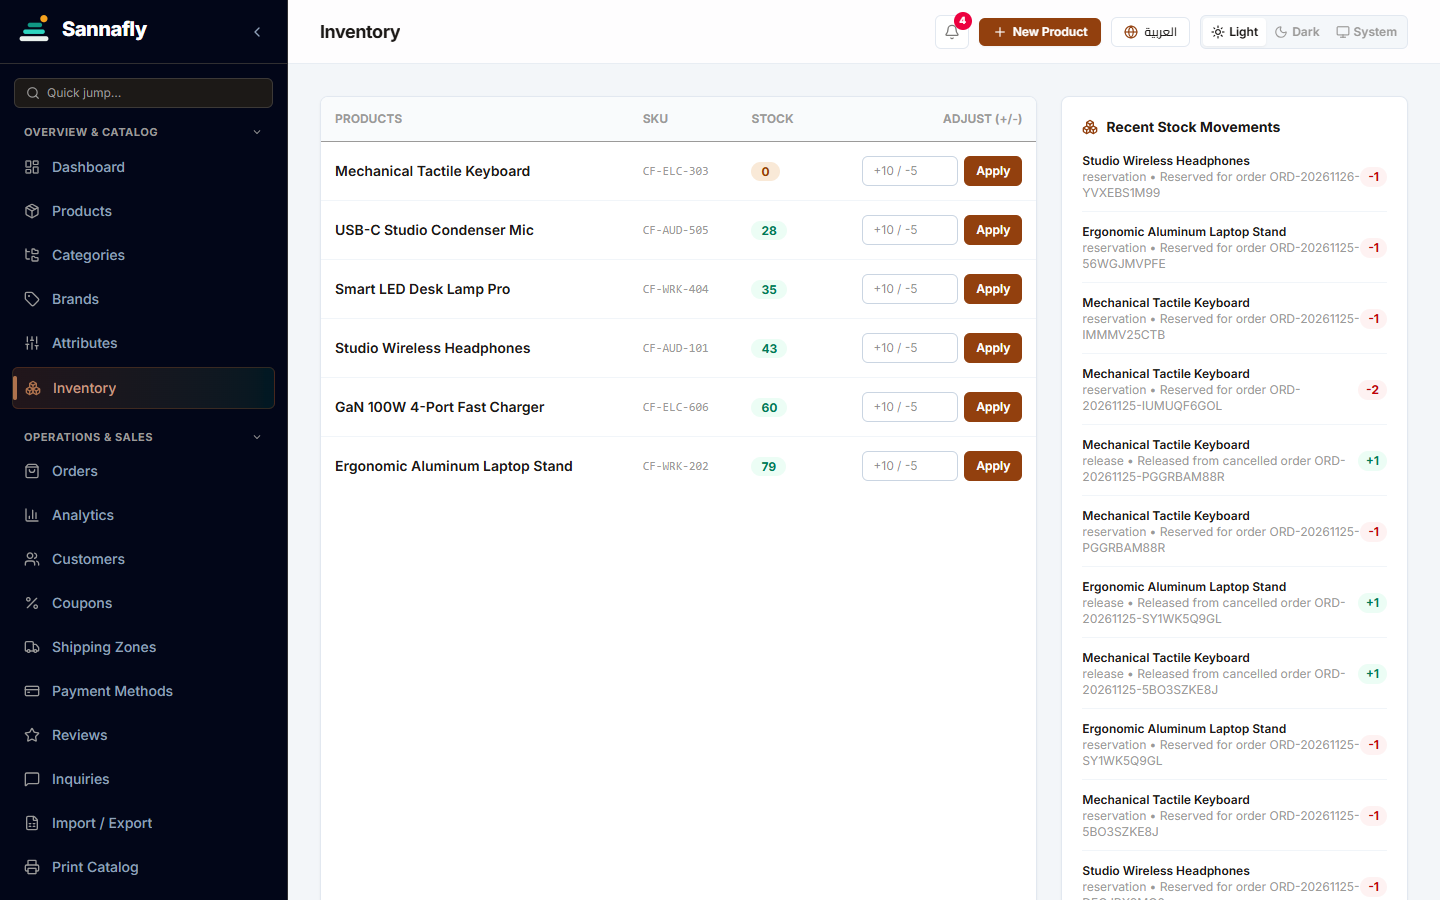 Sannafly
Quick jump...
OVERVIEW & CATALOG
Dashboard
Products
Categories
Brands
Attributes
Inventory
OPERATIONS & SALES
Orders
Analytics
Customers
Coupons
Shipping Zones
Payment Methods
Reviews
Inquiries
Import / Export
Print Catalog
Inventory
4
+ New Product
العربية
Light
Dark
System
PRODUCTS SKU STOCK ADJUST (+/-)
Mechanical Tactile Keyboard CF-ELC-303 0 +10 / -5 Apply
USB-C Studio Condenser Mic CF-AUD-505 28 +10 / -5 Apply
Smart LED Desk Lamp Pro CF-WRK-404 35 +10 / -5 Apply
Studio Wireless Headphones CF-AUD-101 43 +10 / -5 Apply
GaN 100W 4-Port Fast Charger CF-ELC-606 60 +10 / -5 Apply
Ergonomic Aluminum Laptop Stand CF-WRK-202 79 +10 / -5 Apply
Recent Stock Movements
Studio Wireless Headphones
reservation • Reserved for order ORD-20261126- -1
YVXEBS1M99
Ergonomic Aluminum Laptop Stand
reservation • Reserved for order ORD-20261125- -1
56WGJMVPFE
Mechanical Tactile Keyboard
reservation • Reserved for order ORD-20261125- -1
IMMMV25CTB
Mechanical Tactile Keyboard
reservation • Reserved for order ORD- -2
20261125-IUMUQF6GOL
Mechanical Tactile Keyboard
release • Released from cancelled order ORD- +1
20261125-PGGRBAM88R
Mechanical Tactile Keyboard
reservation • Reserved for order ORD-20261125- -1
PGGRBAM88R
Ergonomic Aluminum Laptop Stand
release • Released from cancelled order ORD- +1
20261125-SY1WK5Q9GL
Mechanical Tactile Keyboard
release • Released from cancelled order ORD- +1
20261125-5BO3SZKE8J
Ergonomic Aluminum Laptop Stand
reservation • Reserved for order ORD-20261125- -1
SY1WK5Q9GL
Mechanical Tactile Keyboard
reservation • Reserved for order ORD-20261125- -1
5BO3SZKE8J
Studio Wireless Headphones
reservation • Reserved for order ORD-20261125- -1